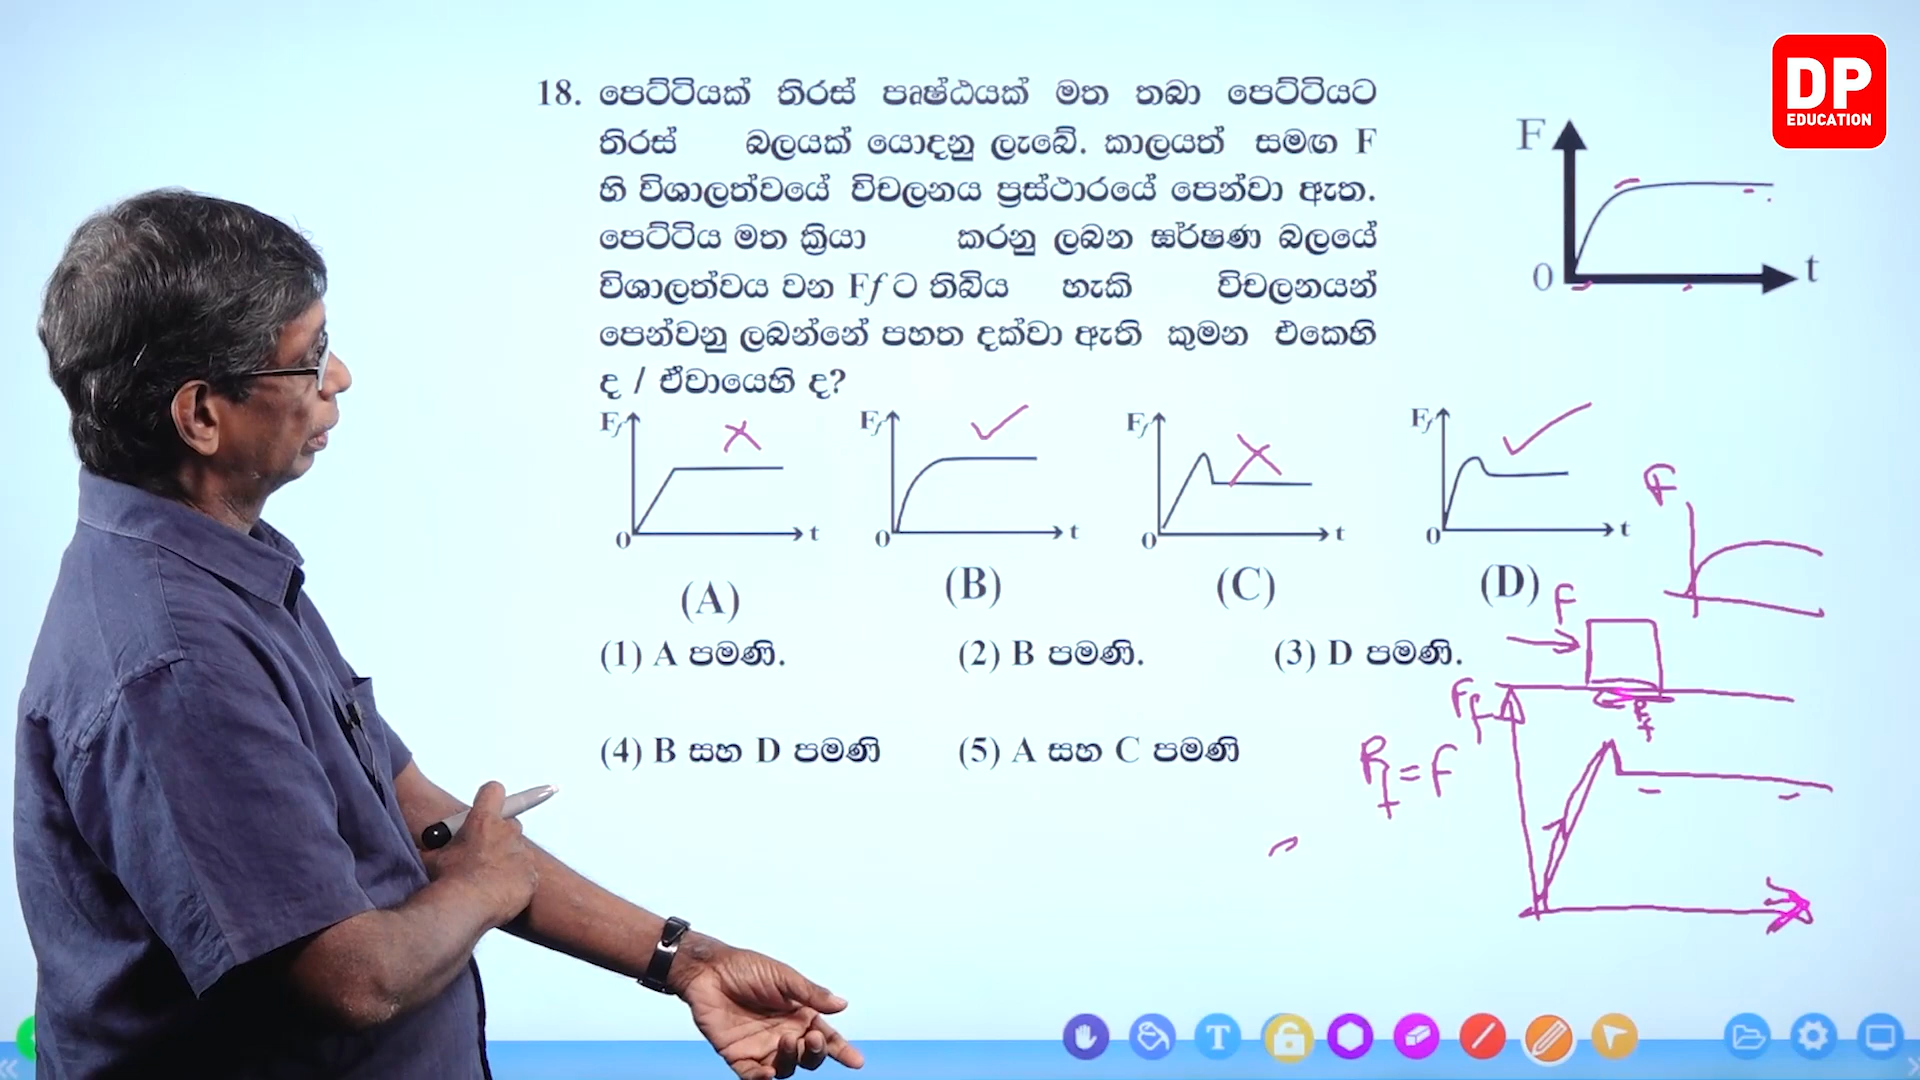 DP
EDUCATION
18. පෙට්ටියක් තිරස් පෘෂ්ඨයක් මත තබා පෙට්ටියට
තිරස් බලයක් යොදනු ලැබේ. කාලයත් සමඟ F
හි විශාලත්වයේ විචලනය ප්‍රස්ථාරයේ පෙන්වා ඇත.
පෙට්ටිය මත ක්‍රියා කරනු ලබන ඝර්ෂණ බලයේ
විශාලත්වය වන Ff ට තිබිය හැකි විචලනයන්
පෙන්වනු ලබන්නේ පහත දක්වා ඇති කුමන එකෙහි
ද / ඒවායෙහි ද?
F
0 t
Ff Ff Ff Ff
0 t 0 t 0 t 0 t
(A) (B) (C) (D)
(1) A පමණි. (2) B පමණි. (3) D පමණි.
(4) B සහ D පමණි (5) A සහ C පමණි
F
F
Ff
T